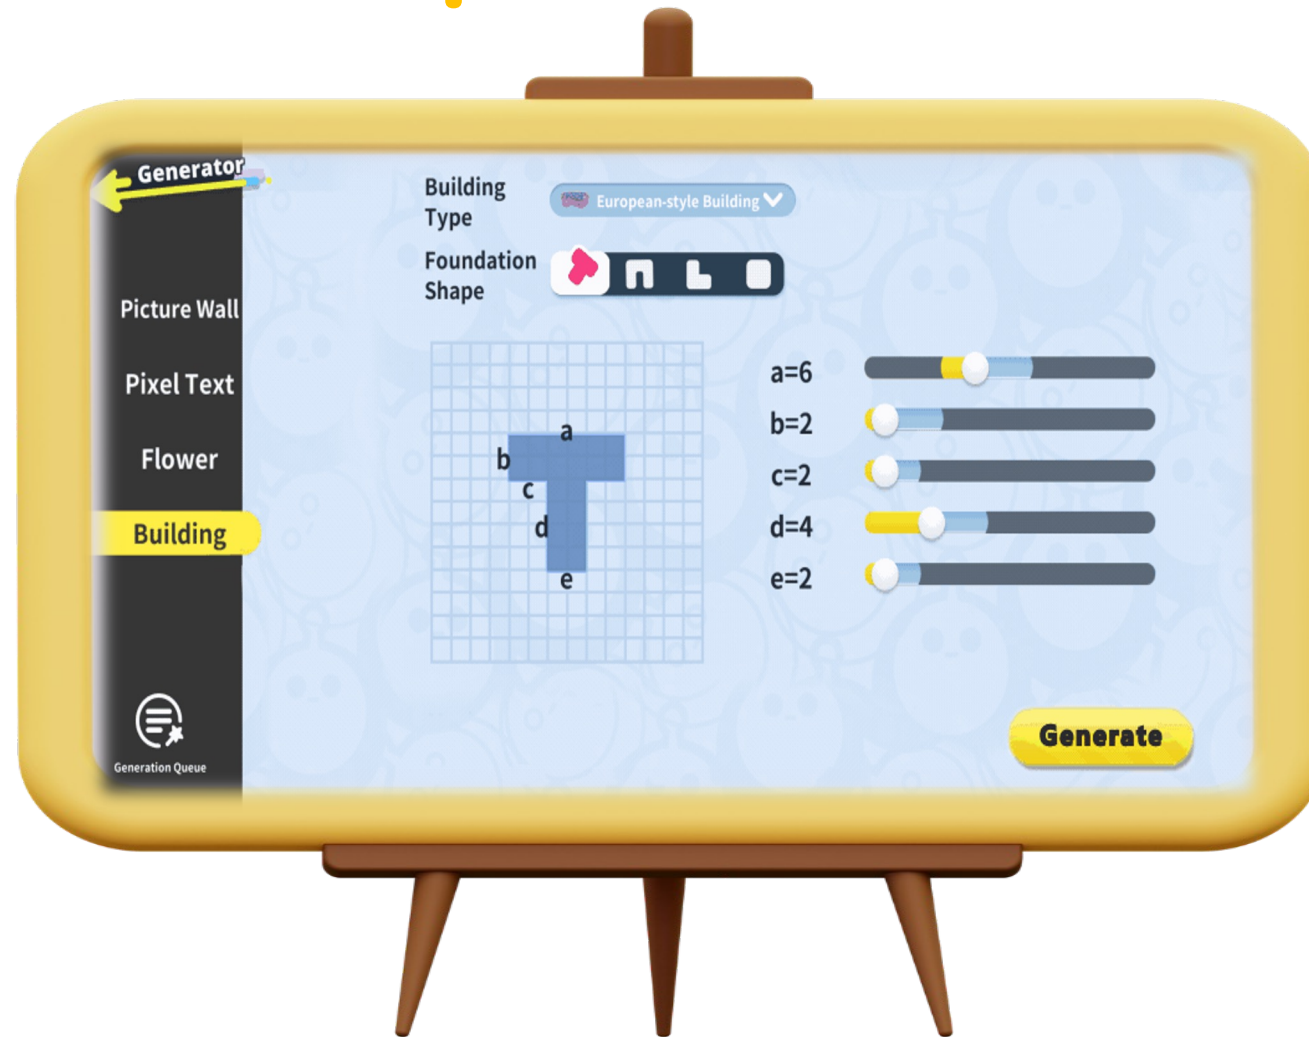 Generator
Building
Type
European-style Building
Foundation
Shape
Picture Wall
Pixel Text
Flower
Building
Generation Queue
a
b
c
d
e
a=6
b=2
c=2
d=4
e=2
Generate